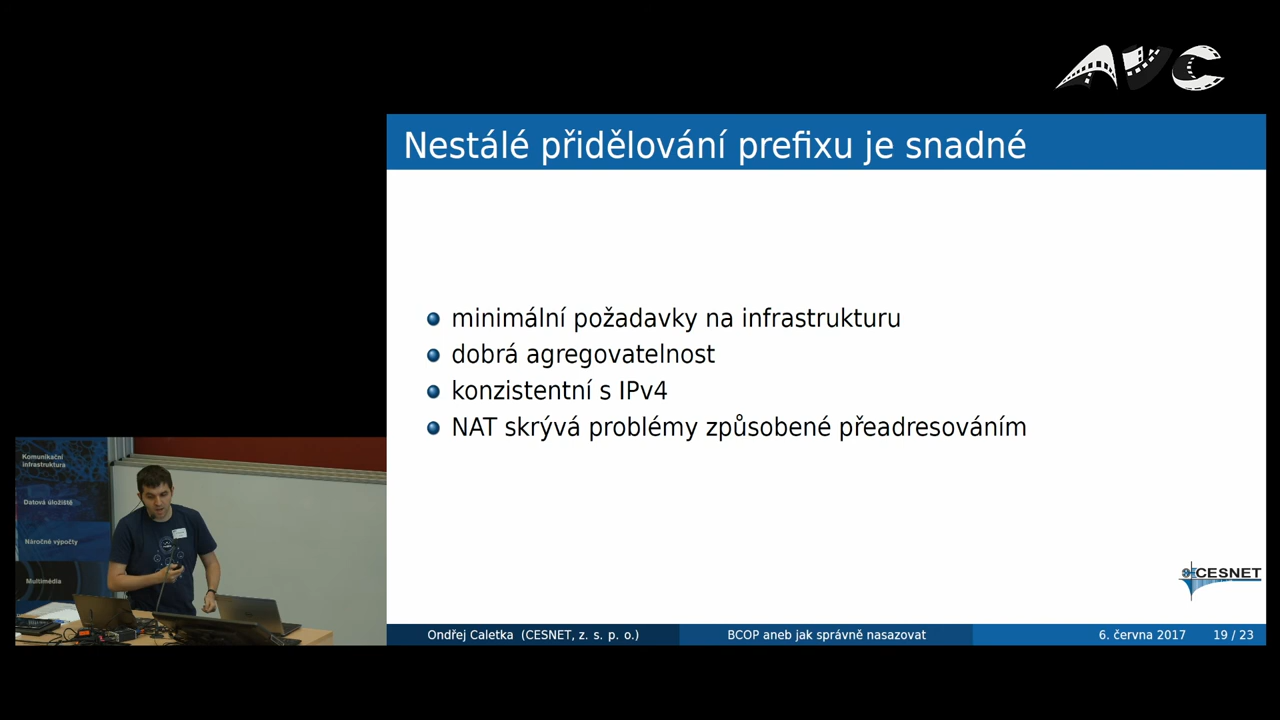 AVC
Nestálé přidělování prefixu je snadné
minimální požadavky na infrastrukturu
dobrá agregovatelnost
konzistentní s IPv4
NAT skrývá problémy způsobené přeadresováním
Komunikační
infrastruktura
Datová úložiště
Náročné výpočty
Multimédia
CESNET
Ondřej Caletka (CESNET, z. s. p. o.)
BCOP aneb jak správně nasazovat
6. června 2017
19 / 23